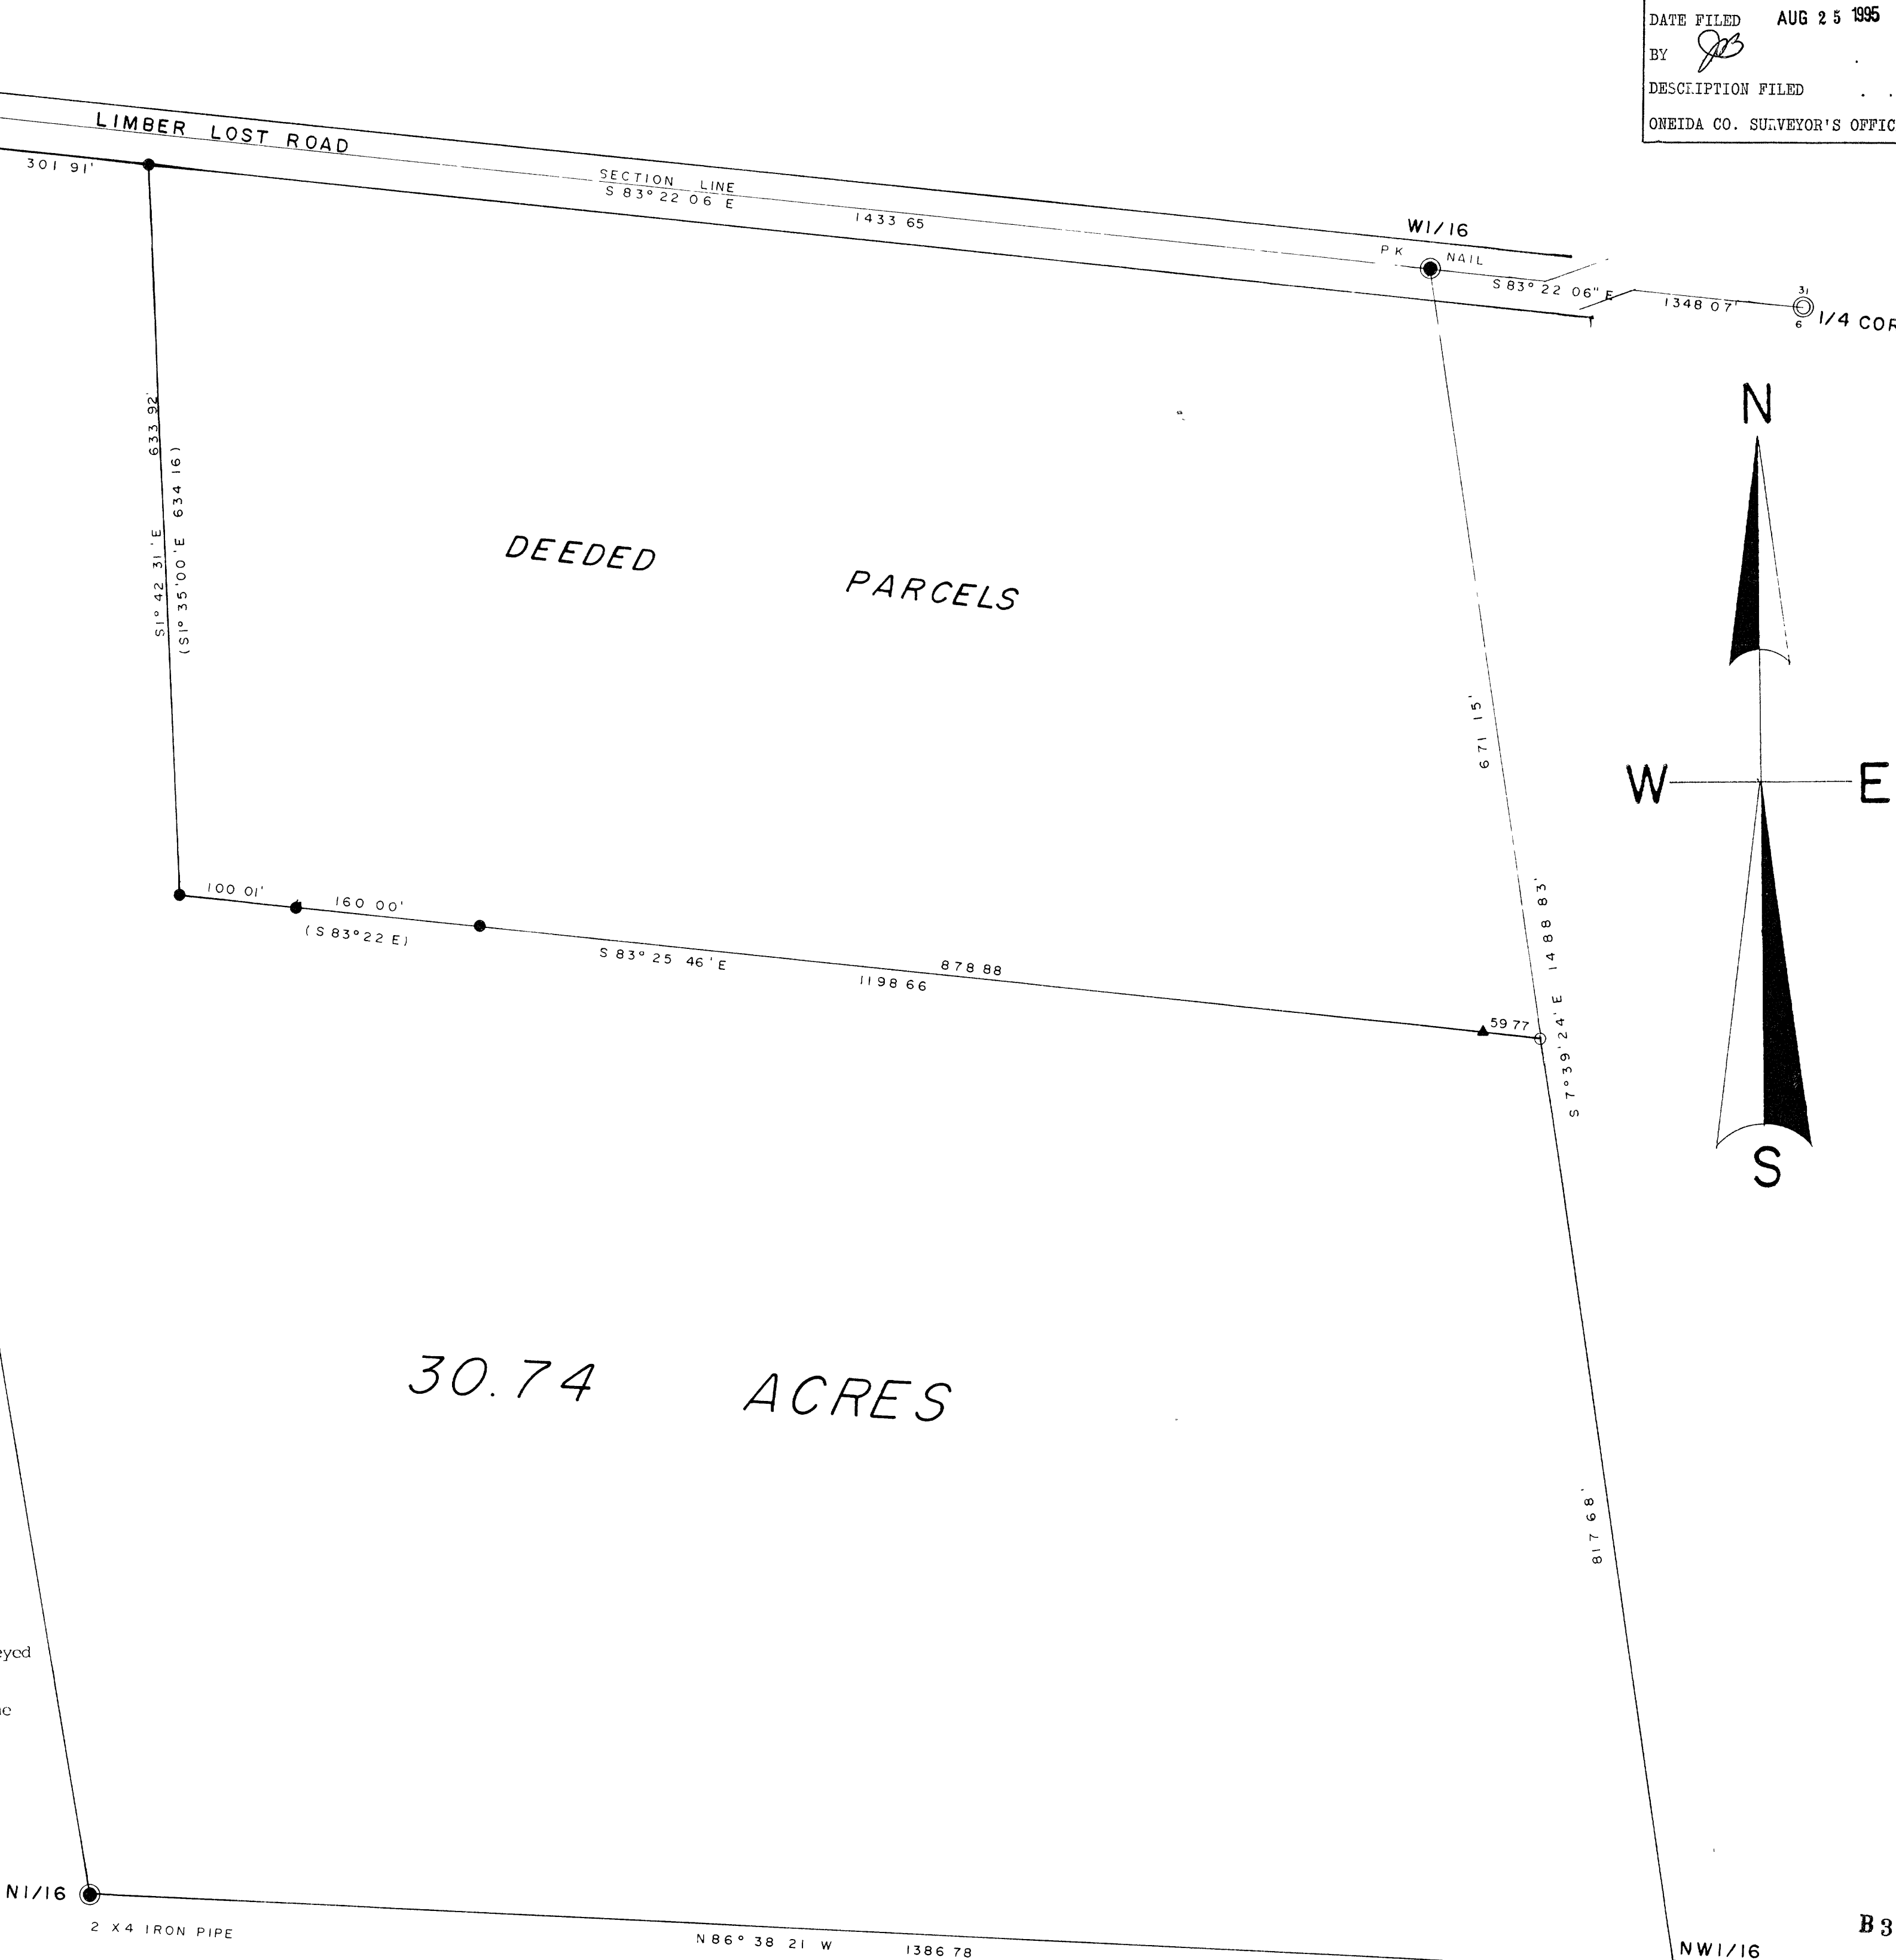 DATE FILED AUG 25 1995
BY
DESCRIPTION FILED . .
ONEIDA CO. SURVEYOR'S OFFIC
LIMBER LOST ROAD
301 91'
SECTION LINE
S 83° 22 06 E
1433 65
W1/16
PK NAIL
S 83° 22 06" E
1348 07'
31
6
1/4 COR
N
633 92'
S1° 42 31'E
(S1° 35'00'E 634 16)
DEEDED PARCELS
671 15'
W E
100 01'
160 00'
(S 83° 22 E)
S 83° 25 46'E
878 88
1198 66
59 77
S 7° 39' 24'E 1488 83'
S
30.74 ACRES
817 68'
eyed
N1/16
2 X 4 IRON PIPE
N 86° 38 21 W 1386 78
NW1/16
B3